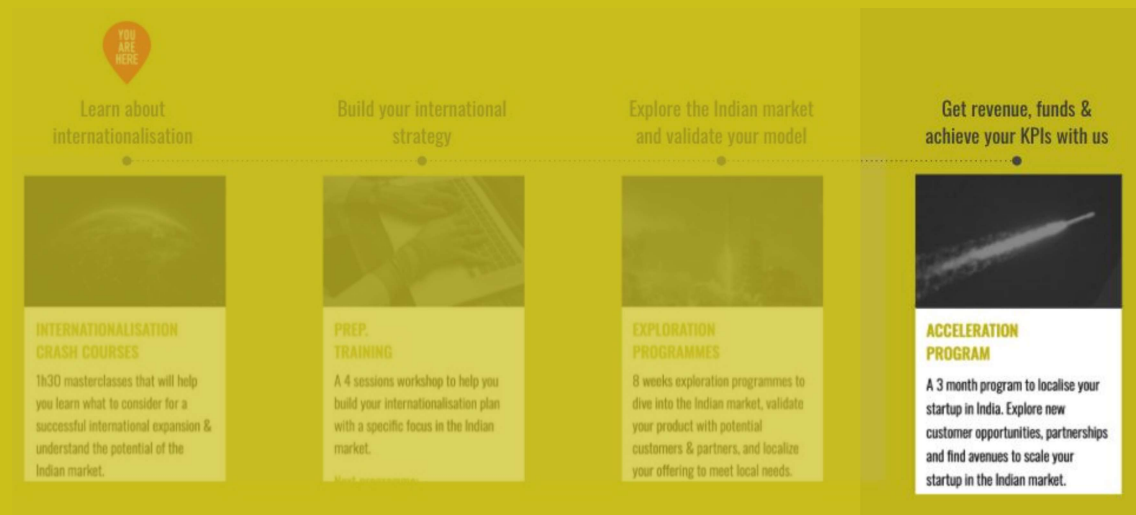 YOU
ARE
HERE
Learn about
internationalisation
Build your international
strategy
Explore the Indian market
and validate your model
Get revenue, funds &
achieve your KPIs with us
INTERNATIONALISATION
CRASH COURSES
1h30 masterclasses that will help
you learn what to consider for a
successful international expansion &
understand the potential of the
Indian market.
PREP.
TRAINING
A 4 sessions workshop to help you
build your internationalisation plan
with a specific focus in the Indian
market.
EXPLORATION
PROGRAMMES
8 weeks exploration programmes to
dive into the Indian market, validate
your product with potential
customers & partners, and localize
your offering to meet local needs.
ACCELERATION
PROGRAM
A 3 month program to localise your
startup in India. Explore new
customer opportunities, partnerships
and find avenues to scale your
startup in the Indian market.